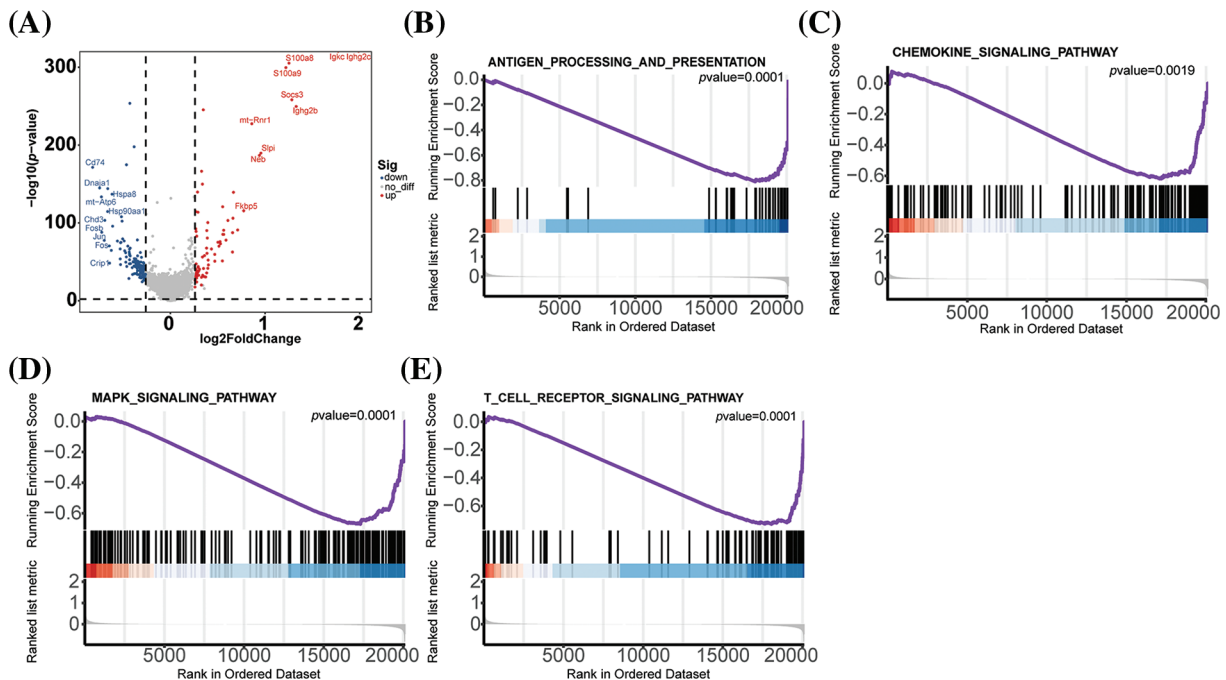 (A)
300
200
100
0
0
1
2
−log10(p−value)
log2FoldChange
S100a8
Igkc Ighg2c
S100a9
Socs3
Ighg2b
mt−Rnr1
Slpi
Neb
Fkbp5
Cd74
Dnaja1
Hspa8
mt−Atp6
Hsp90aa1
Chd3
Fosb
Jun
Fos
Crip1
Sig
down
no_diff
up
(B)
ANTIGEN_PROCESSING_AND_PRESENTATION
pvalue=0.0001
Running Enrichment Score
0.0
−0.2
−0.4
−0.6
−0.8
Ranked list metric
2
1
0
5000
10000
15000
20000
Rank in Ordered Dataset
(C)
CHEMOKINE_SIGNALING_PATHWAY
pvalue=0.0019
Running Enrichment Score
0.0
−0.2
−0.4
−0.6
Ranked list metric
2
1
0
5000
10000
15000
20000
Rank in Ordered Dataset
(D)
MAPK_SIGNALING_PATHWAY
pvalue=0.0001
Running Enrichment Score
0.0
−0.2
−0.4
−0.6
Ranked list metric
2
1
0
5000
10000
15000
20000
Rank in Ordered Dataset
(E)
T_CELL_RECEPTOR_SIGNALING_PATHWAY
pvalue=0.0001
Running Enrichment Score
0.0
−0.2
−0.4
−0.6
Ranked list metric
2
1
0
5000
10000
15000
20000
Rank in Ordered Dataset